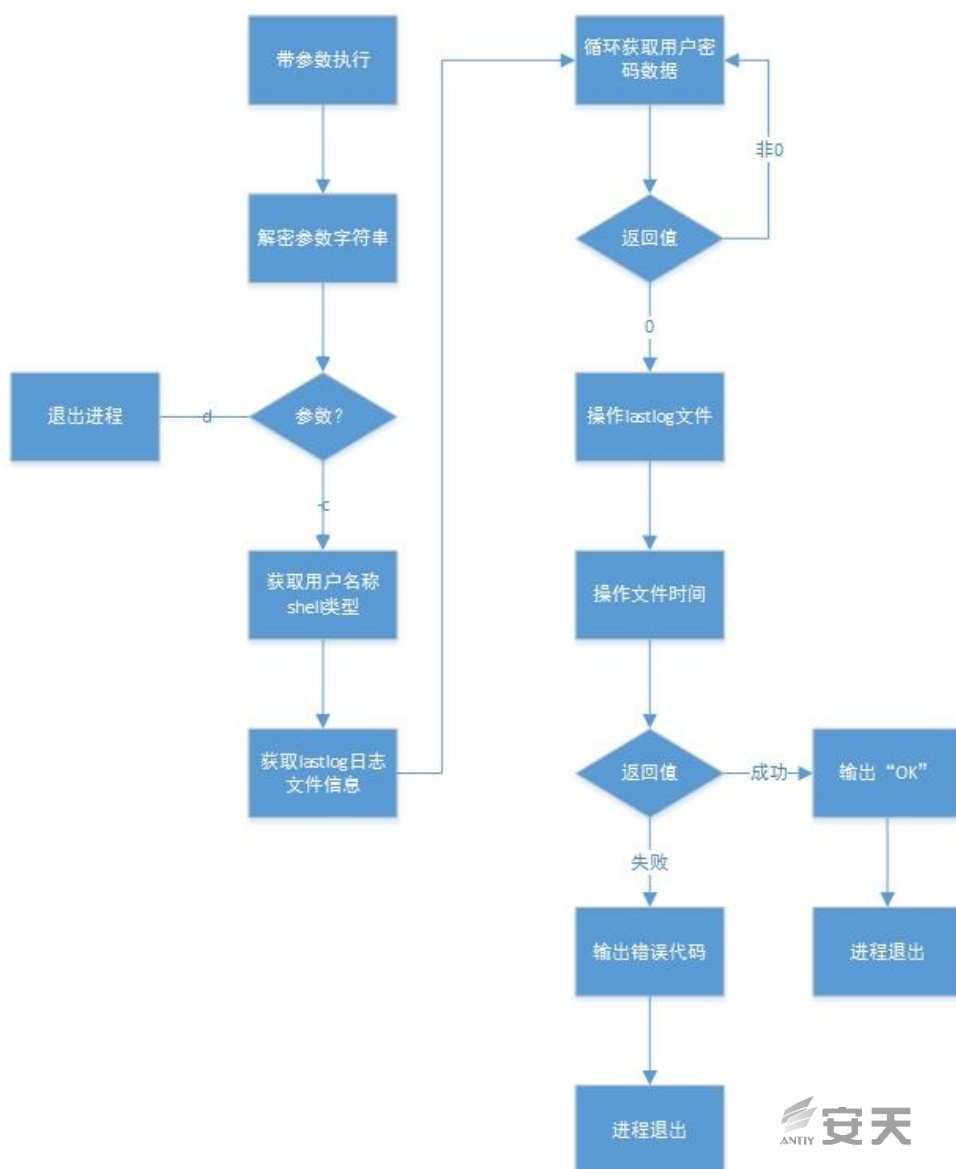 带参数执行
解密参数字符串
参数？
d
退出进程
-c
获取用户名称
shell类型
获取lastlog日志
文件信息
循环获取用户密
码数据
非0
返回值
0
操作lastlog文件
操作文件时间
返回值
成功
输出“OK”
进程退出
失败
输出错误代码
进程退出
ANTIY 安天